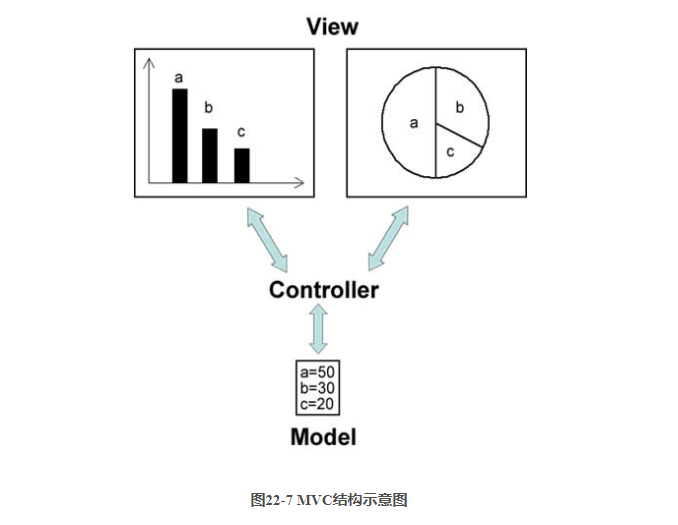 View
a
b
c
a
b
c
Controller
a=50
b=30
c=20
Model
图22-7 MVC结构示意图